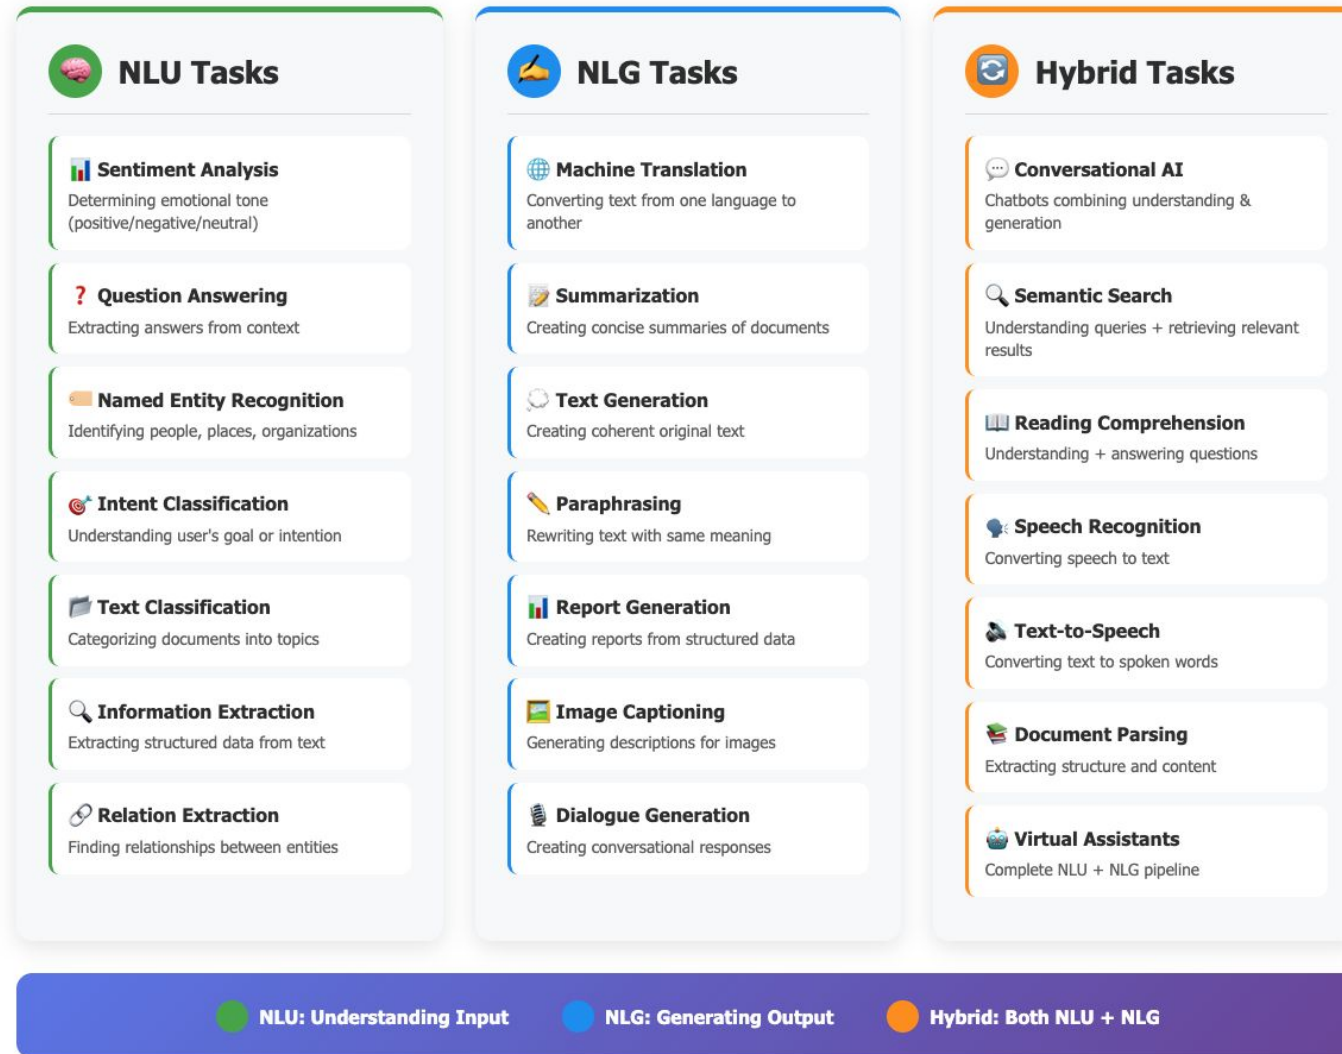 NLU Tasks
Sentiment Analysis
Determining emotional tone
(positive/negative/neutral)
Question Answering
Extracting answers from context
Named Entity Recognition
Identifying people, places, organizations
Intent Classification
Understanding user's goal or intention
Text Classification
Categorizing documents into topics
Information Extraction
Extracting structured data from text
Relation Extraction
Finding relationships between entities
NLG Tasks
Machine Translation
Converting text from one language to
another
Summarization
Creating concise summaries of documents
Text Generation
Creating coherent original text
Paraphrasing
Rewriting text with same meaning
Report Generation
Creating reports from structured data
Image Captioning
Generating descriptions for images
Dialogue Generation
Creating conversational responses
Hybrid Tasks
Conversational AI
Chatbots combining understanding &
generation
Semantic Search
Understanding queries + retrieving relevant
results
Reading Comprehension
Understanding + answering questions
Speech Recognition
Converting speech to text
Text-to-Speech
Converting text to spoken words
Document Parsing
Extracting structure and content
Virtual Assistants
Complete NLU + NLG pipeline
NLU: Understanding Input
NLG: Generating Output
Hybrid: Both NLU + NLG